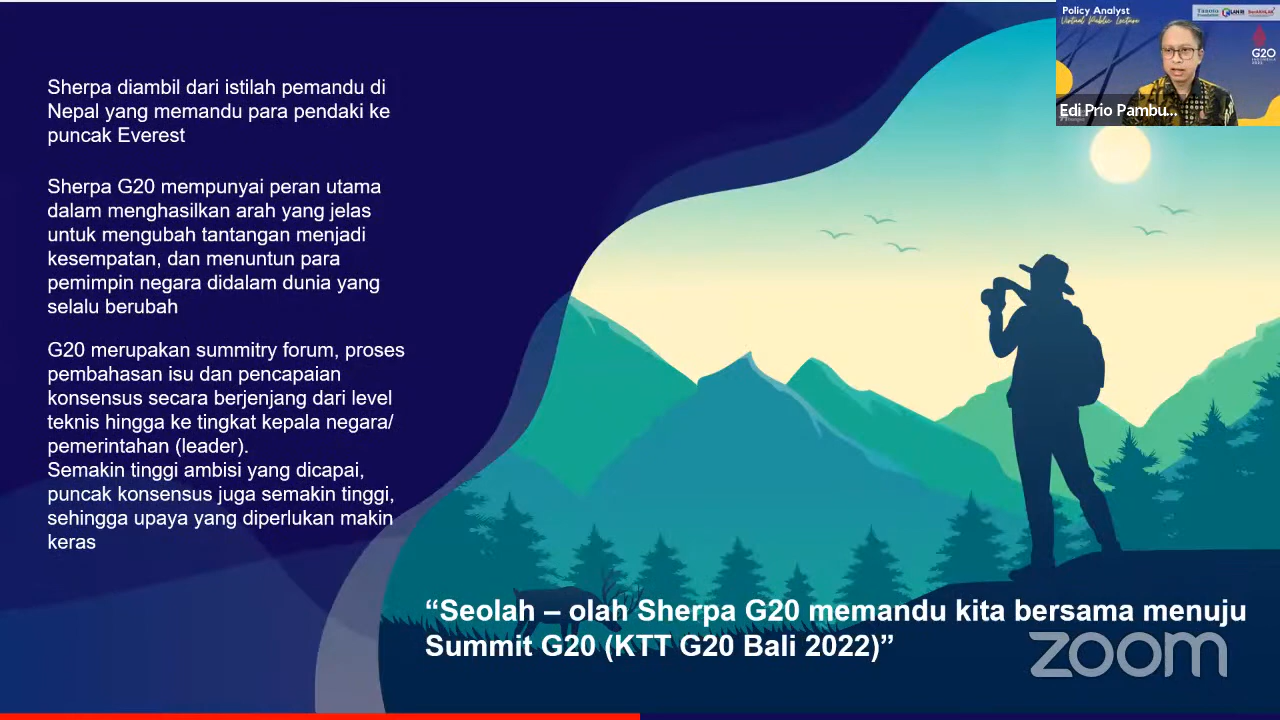 Policy Analyst
Virtual Public Lecture
Tanoto
Foundation
G20
Edi Prio Pambu...
Sherpa diambil dari istilah pemandu di
Nepal yang memandu para pendaki ke
puncak Everest
Sherpa G20 mempunyai peran utama
dalam menghasilkan arah yang jelas
untuk mengubah tantangan menjadi
kesempatan, dan menuntun para
pemimpin negara didalam dunia yang
selalu berubah
G20 merupakan summitry forum, proses
pembahasan isu dan pencapaian
konsensus secara berjenjang dari level
teknis hingga ke tingkat kepala negara/
pemerintahan (leader).
Semakin tinggi ambisi yang dicapai,
puncak konsensus juga semakin tinggi,
sehingga upaya yang diperlukan makin
keras
“Seolah – olah Sherpa G20 memandu kita bersama menuju
Summit G20 (KTT G20 Bali 2022)”
zoom